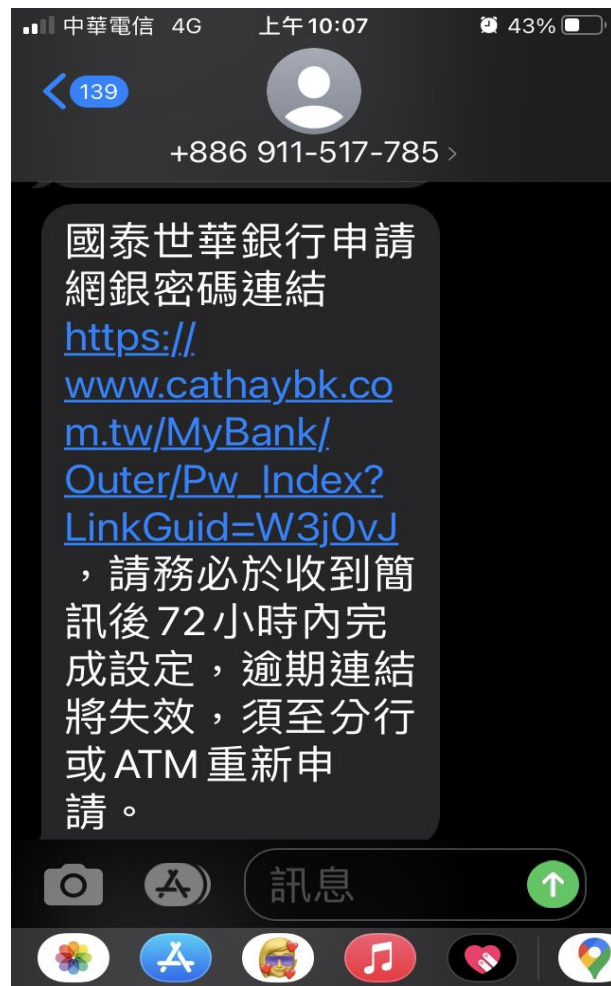 中華電信 4G 上午10:07 43%
139
+886 911-517-785 >
國泰世華銀行申請
網銀密碼連結
https://
www.cathaybk.co
m.tw/MyBank/
Outer/Pw_Index?
LinkGuid=W3j0vJ
，請務必於收到簡
訊後72小時內完
成設定，逾期連結
將失效，須至分行
或ATM重新申
請。
訊息